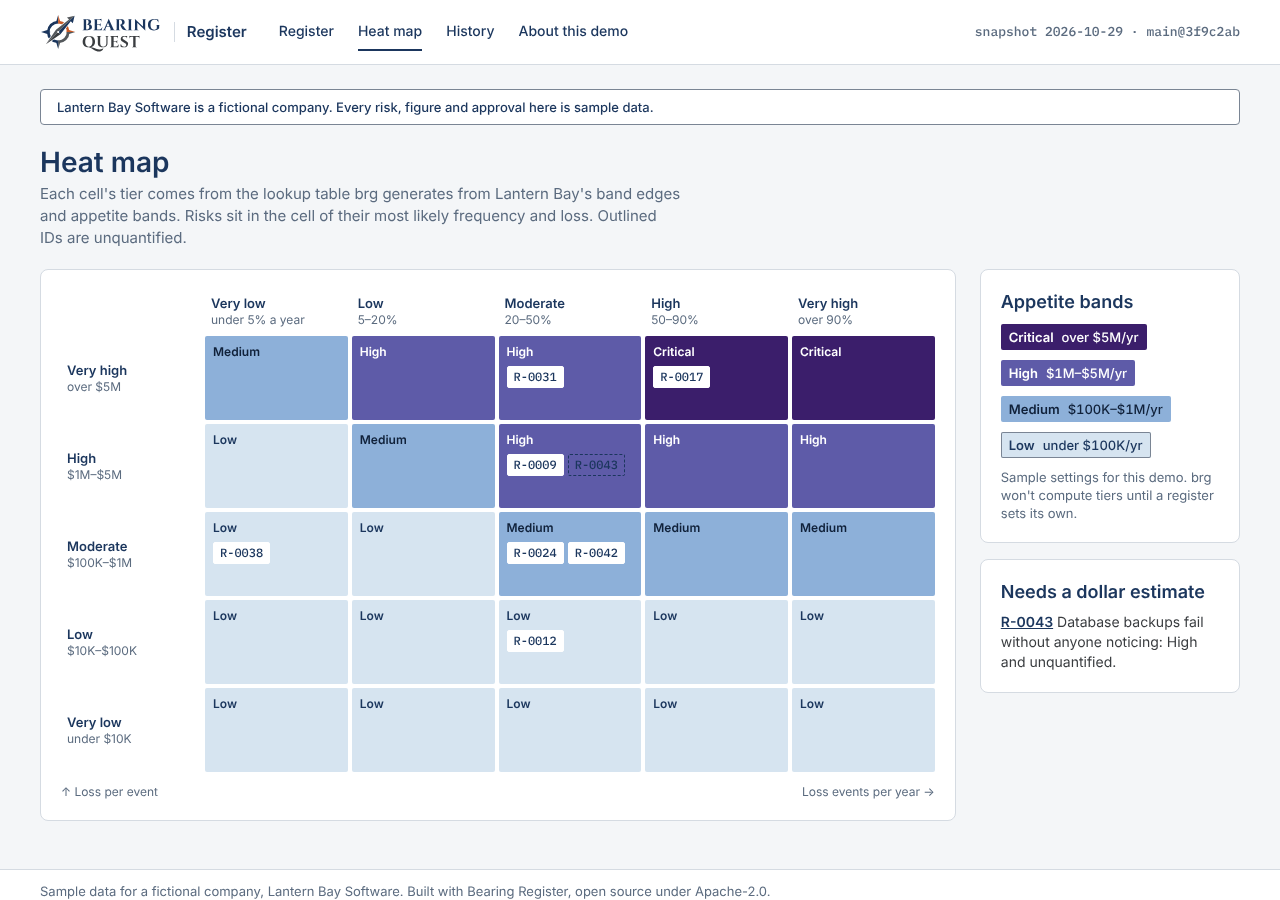 BEARING QUEST
Register
Register Heat map History About this demo
snapshot 2026-10-29 · main@3f9c2ab
Lantern Bay Software is a fictional company. Every risk, figure and approval here is sample data.
Heat map
Each cell's tier comes from the lookup table brg generates from Lantern Bay's band edges
and appetite bands. Risks sit in the cell of their most likely frequency and loss. Outlined
IDs are unquantified.
Very low Low Moderate High Very high
under 5% a year 5–20% 20–50% 50–90% over 90%
Very high
over $5M
Medium High High Critical Critical
R-0031 R-0017
High
$1M–$5M
Low Medium High High High
R-0009 R-0043
Moderate
$100K–$1M
Low Low Medium Medium Medium
R-0038 R-0024 R-0042
Low
$10K–$100K
Low Low Low Low Low
R-0012
Very low
under $10K
Low Low Low Low Low
↑ Loss per event
Loss events per year →
Appetite bands
Critical over $5M/yr
High $1M–$5M/yr
Medium $100K–$1M/yr
Low under $100K/yr
Sample settings for this demo. brg
won't compute tiers until a register
sets its own.
Needs a dollar estimate
R-0043 Database backups fail
without anyone noticing: High
and unquantified.
Sample data for a fictional company, Lantern Bay Software. Built with Bearing Register, open source under Apache-2.0.